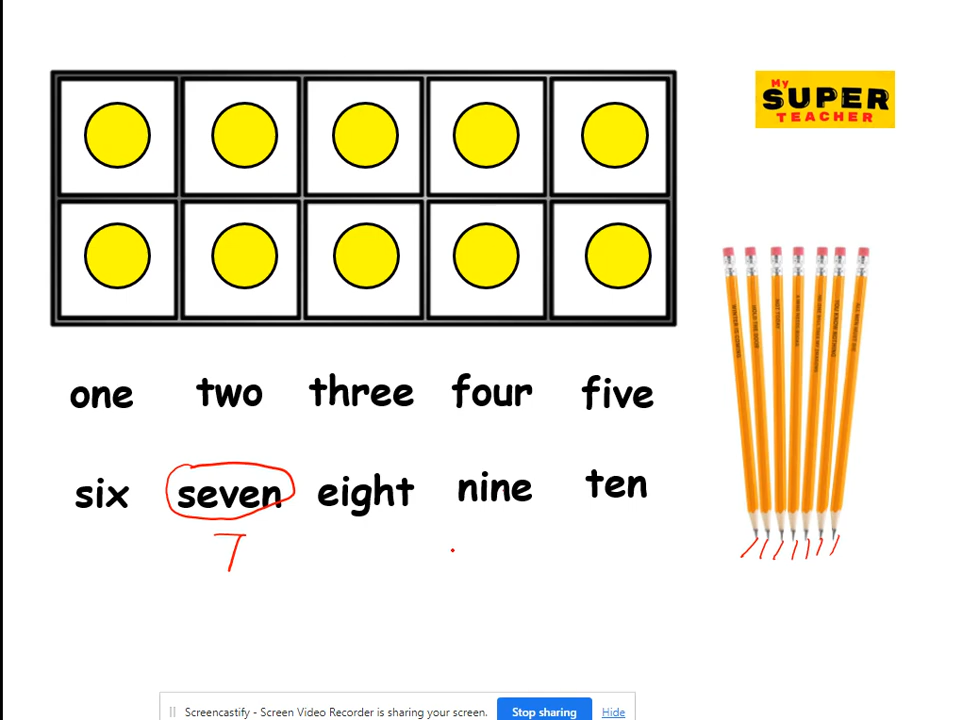 My
SUPER
TEACHER
one two three four five
six seven eight nine ten
7
Screencastify - Screen Video Recorder is sharing your screen. Stop sharing Hide